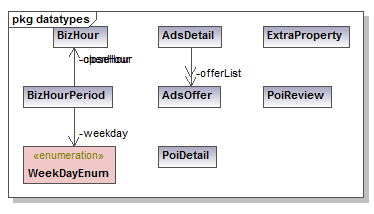 pkg datatypes
BizHour
AdsDetail
ExtraProperty
-offerList
BizHourPeriod
AdsOffer
PoiReview
-weekday
«enumeration»
WeekDayEnum
PoiDetail